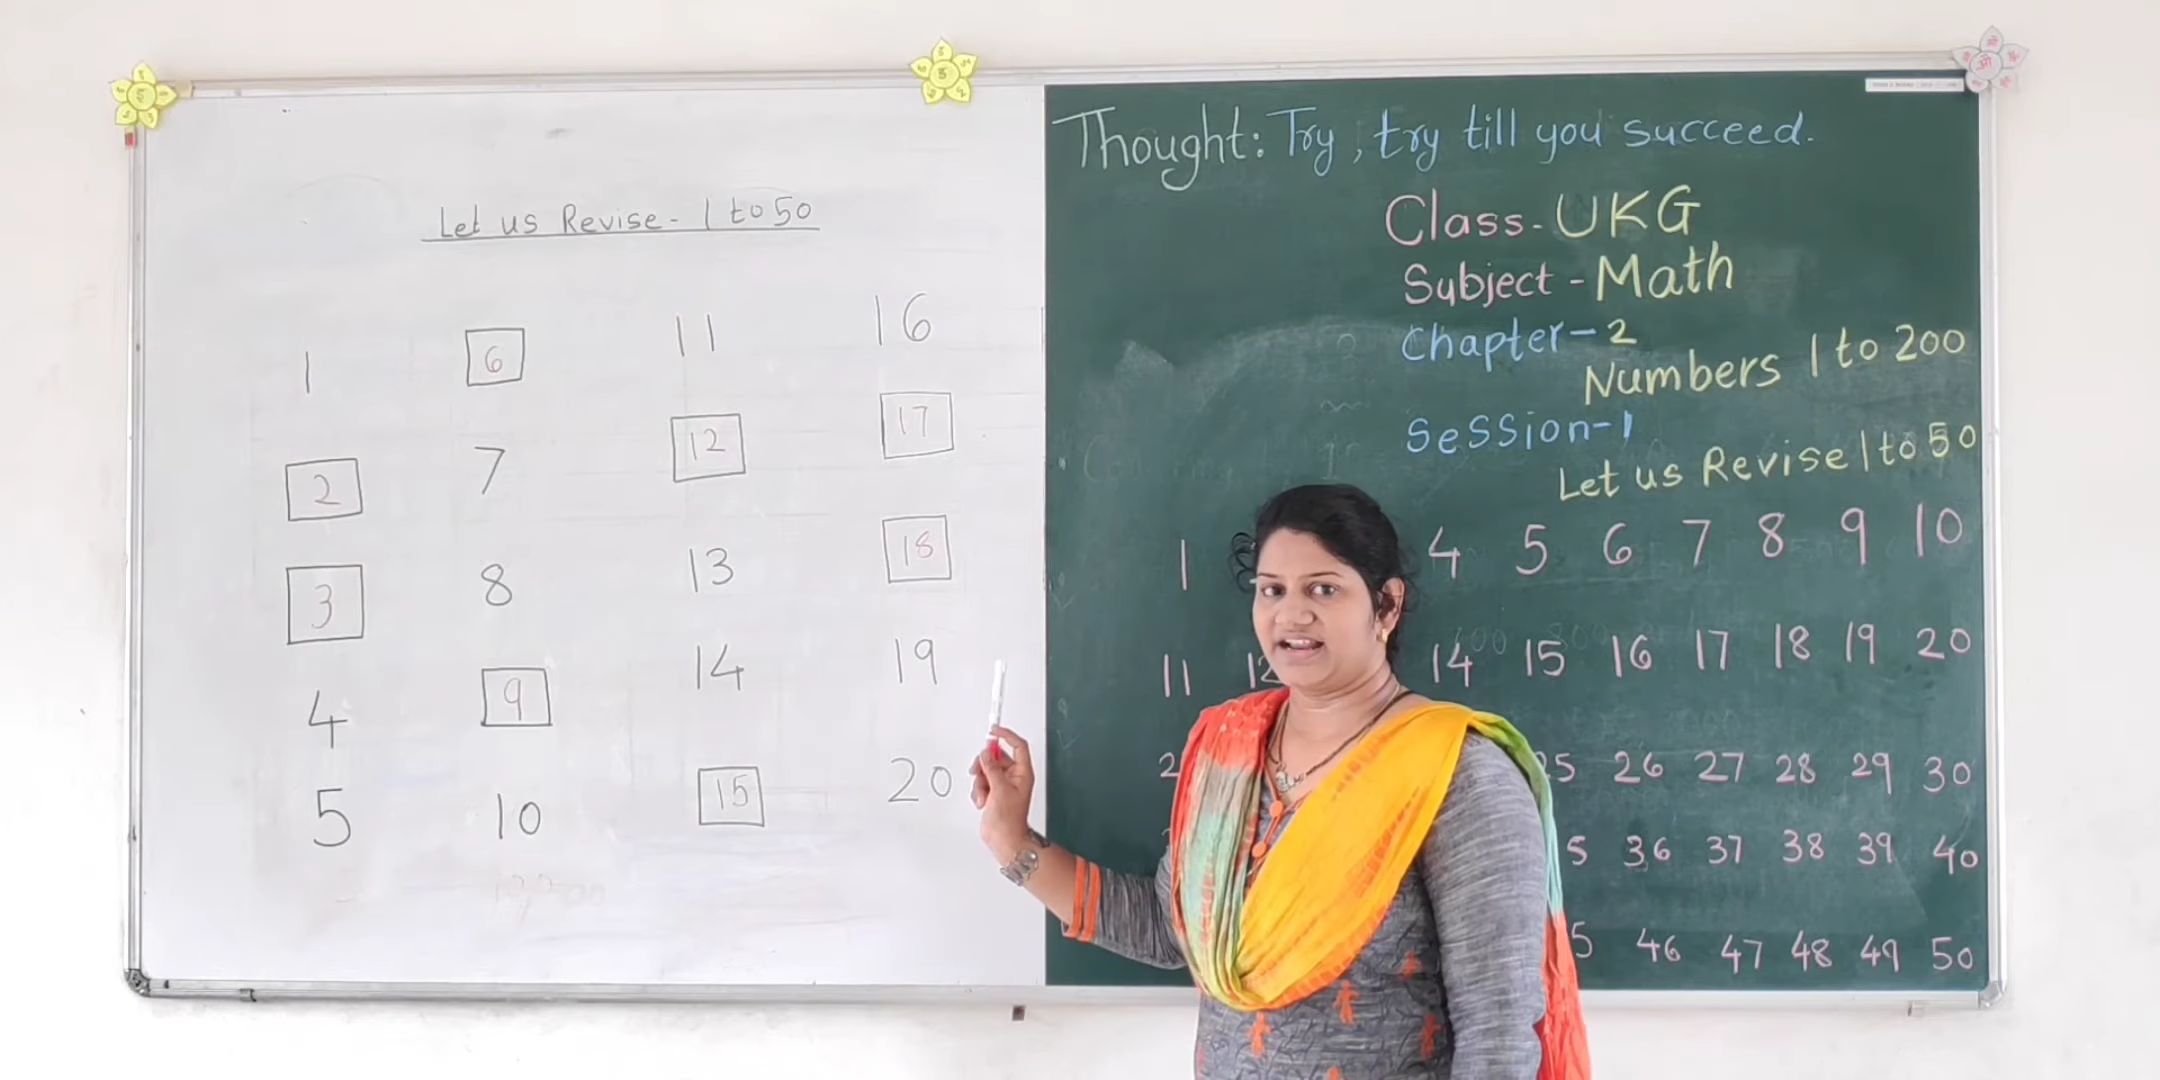 Let us Revise - 1 to 50
1 6 11 16
2 7 12 17
3 8 13 18
4 9 14 19
5 10 15 20
Thought: Try, try till you succeed.
Class - UKG
Subject - Math
Chapter - 2
Numbers 1 to 200
Session - 1
Let us Revise 1 to 50
1 4 5 6 7 8 9 10
11 12 14 15 16 17 18 19 20
26 27 28 29 30
36 37 38 39 40
46 47 48 49 50